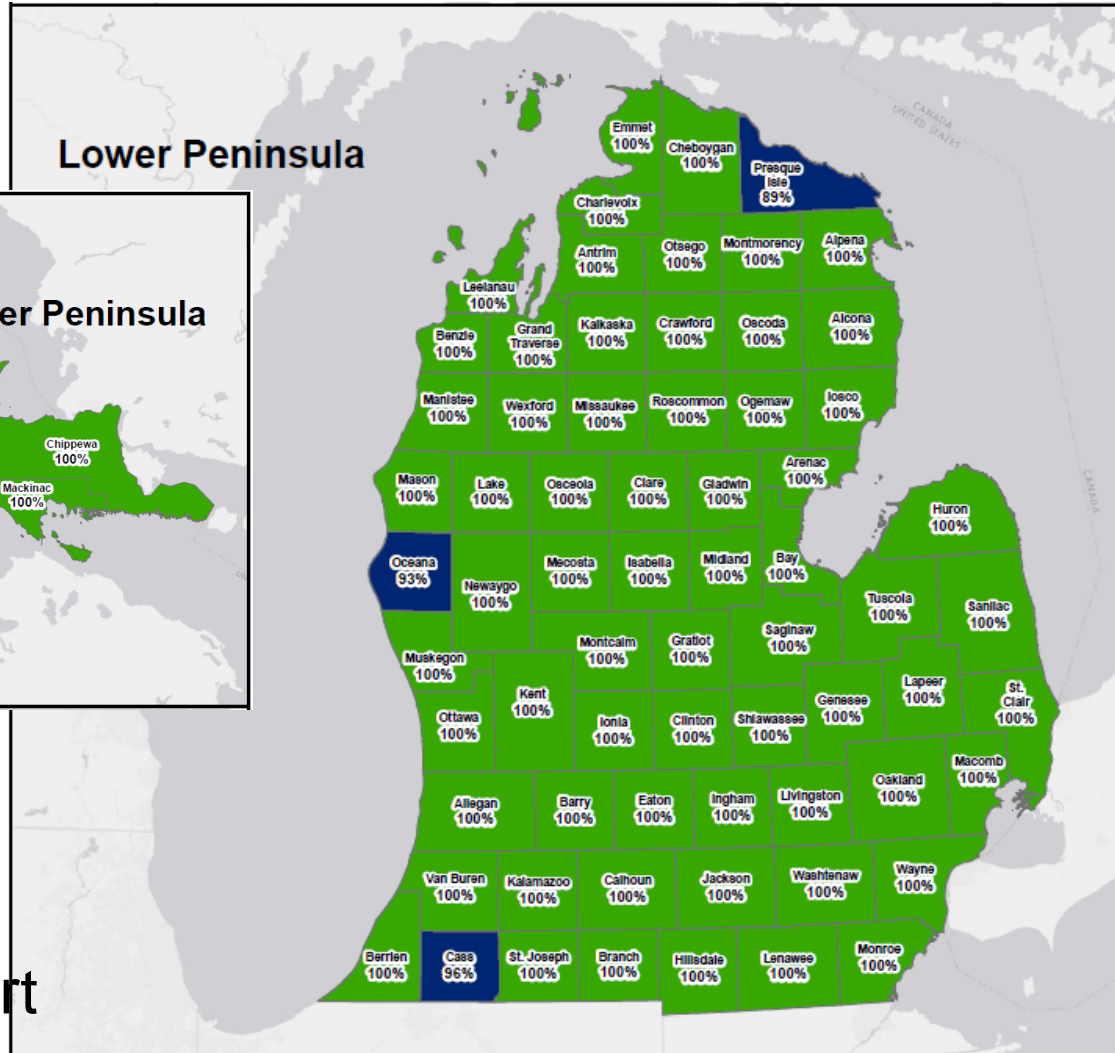 Lower Peninsula
er Peninsula
Chippewa
100%
Mackinac
100%
rt
CANADA
UNITED STATES
CANADA
Emmet
100%
Cheboygan
100%
Presque
Isle
89%
Charlevoix
100%
Antrim
100%
Otsego
100%
Montmorency
100%
Alpena
100%
Leelanau
100%
Benzie
100%
Grand
Traverse
100%
Kalkaska
100%
Crawford
100%
Oscoda
100%
Alcona
100%
Manistee
100%
Wexford
100%
Missaukee
100%
Roscommon
100%
Ogemaw
100%
Iosco
100%
Mason
100%
Lake
100%
Osceola
100%
Clare
100%
Gladwin
100%
Arenac
100%
Huron
100%
Oceana
93%
Newaygo
100%
Mecosta
100%
Isabella
100%
Midland
100%
Bay
100%
Tuscola
100%
Sanilac
100%
Muskegon
100%
Montcalm
100%
Gratiot
100%
Saginaw
100%
Ottawa
100%
Kent
100%
Ionia
100%
Clinton
100%
Shiawassee
100%
Genesee
100%
Lapeer
100%
St.
Clair
100%
Allegan
100%
Barry
100%
Eaton
100%
Ingham
100%
Livingston
100%
Oakland
100%
Macomb
100%
Van Buren
100%
Kalamazoo
100%
Calhoun
100%
Jackson
100%
Washtenaw
100%
Wayne
100%
Berrien
100%
Cass
96%
St. Joseph
100%
Branch
100%
Hillsdale
100%
Lenawee
100%
Monroe
100%